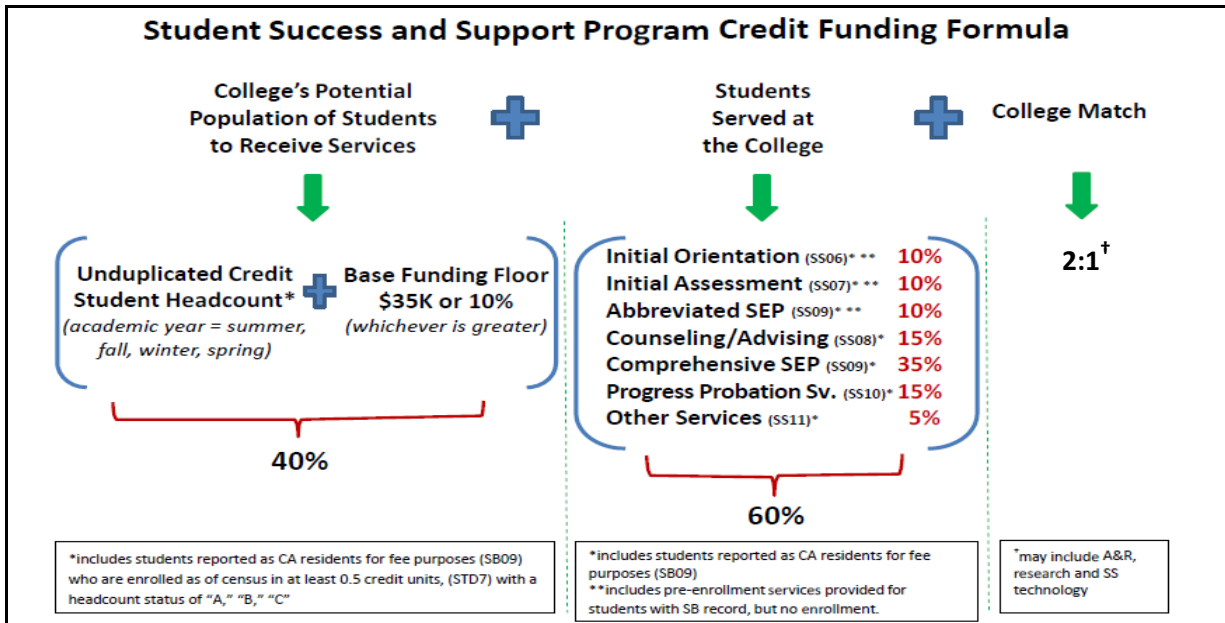 Student Success and Support Program Credit Funding Formula
College's Potential
Population of Students
to Receive Services
Students
Served at
the College
College Match
Unduplicated Credit
Student Headcount*
(academic year = summer,
fall, winter, spring)
Base Funding Floor
$35K or 10%
(whichever is greater)
40%
Initial Orientation (SS06)* ** 10%
Initial Assessment (SS07)* ** 10%
Abbreviated SEP (SS09)* ** 10%
Counseling/Advising (SS08)* 15%
Comprehensive SEP (SS09)* 35%
Progress Probation Sv. (SS10)* 15%
Other Services (SS11)* 5%
60%
2:1†
*includes students reported as CA residents for fee purposes (SB09)
who are enrolled as of census in at least 0.5 credit units, (STD7) with a
headcount status of "A," "B," "C"
*includes students reported as CA residents for fee
purposes (SB09)
**includes pre-enrollment services provided for
students with SB record, but no enrollment.
†may include A&R,
research and SS
technology